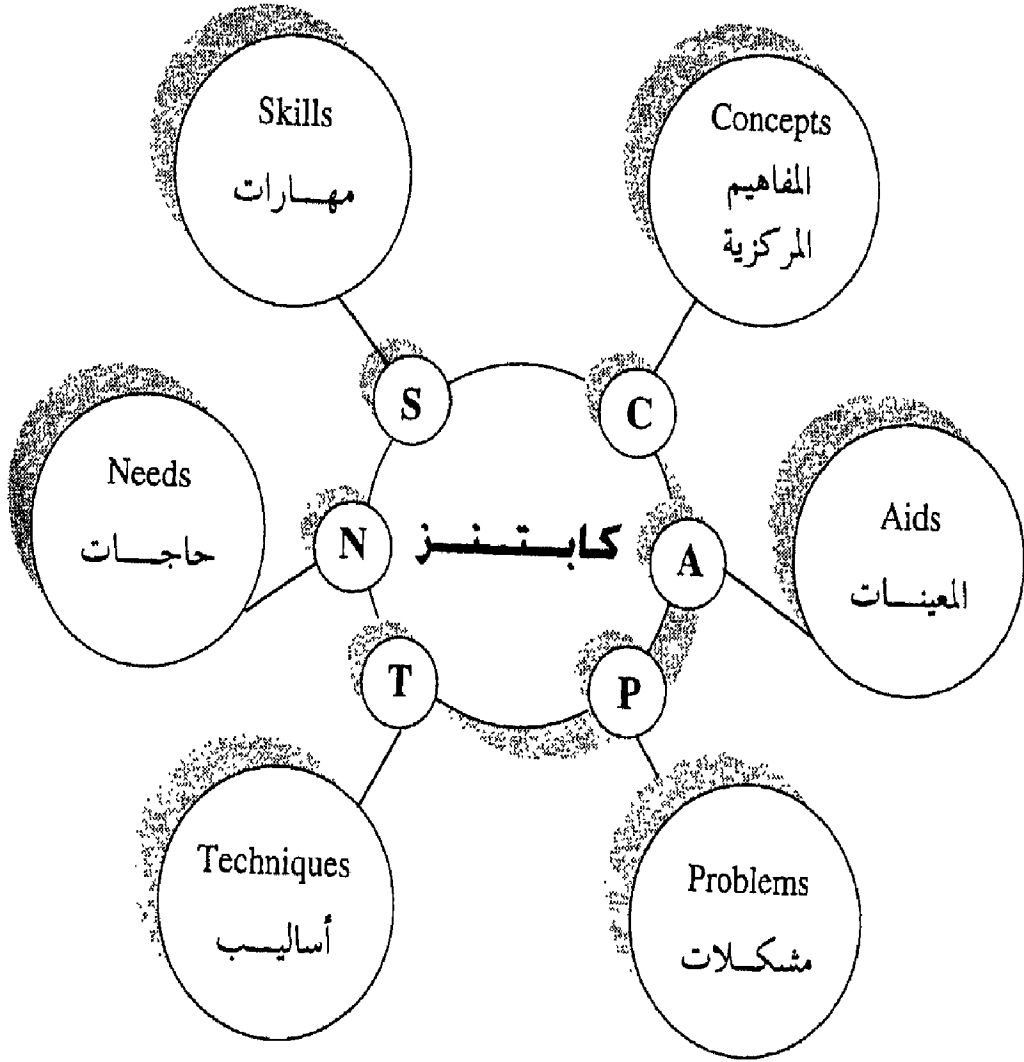 Skills
مهارات
Concepts
المفاهيم
المركزية
S
C
Needs
حاجات
N
كابتنز
A
Aids
المعينات
T
P
Techniques
أساليب
Problems
مشكلات